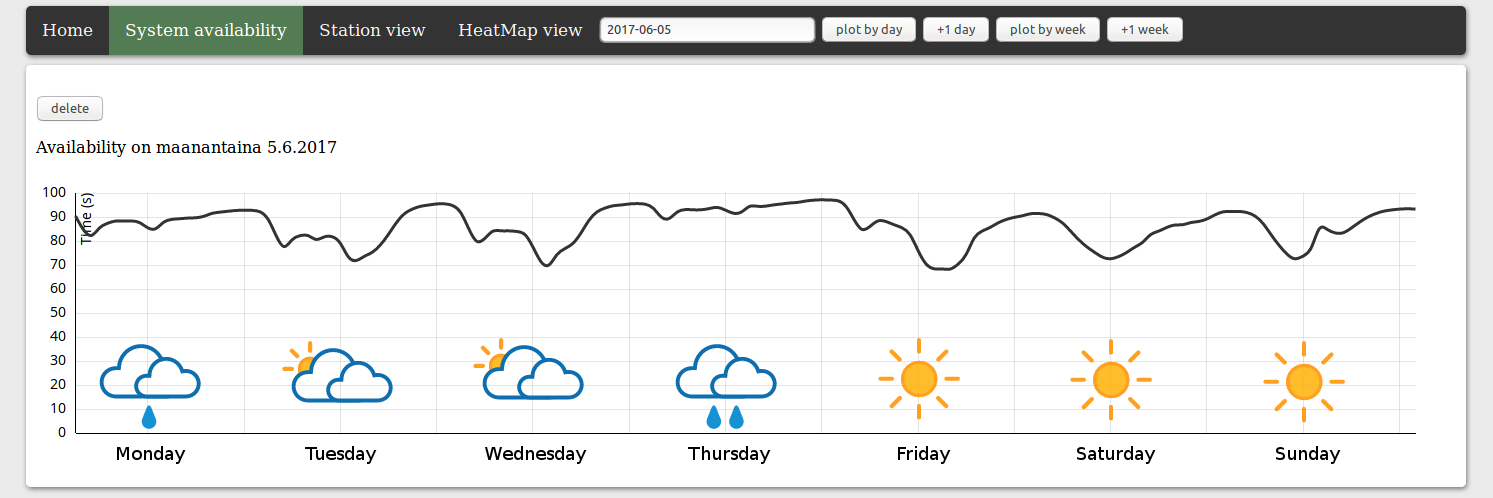 Home System availability Station view HeatMap view 2017-06-05 plot by day +1 day plot by week +1 week
delete
Availability on maanantaina 5.6.2017
Time (s)
100
90
80
70
60
50
40
30
20
10
0
Monday Tuesday Wednesday Thursday Friday Saturday Sunday